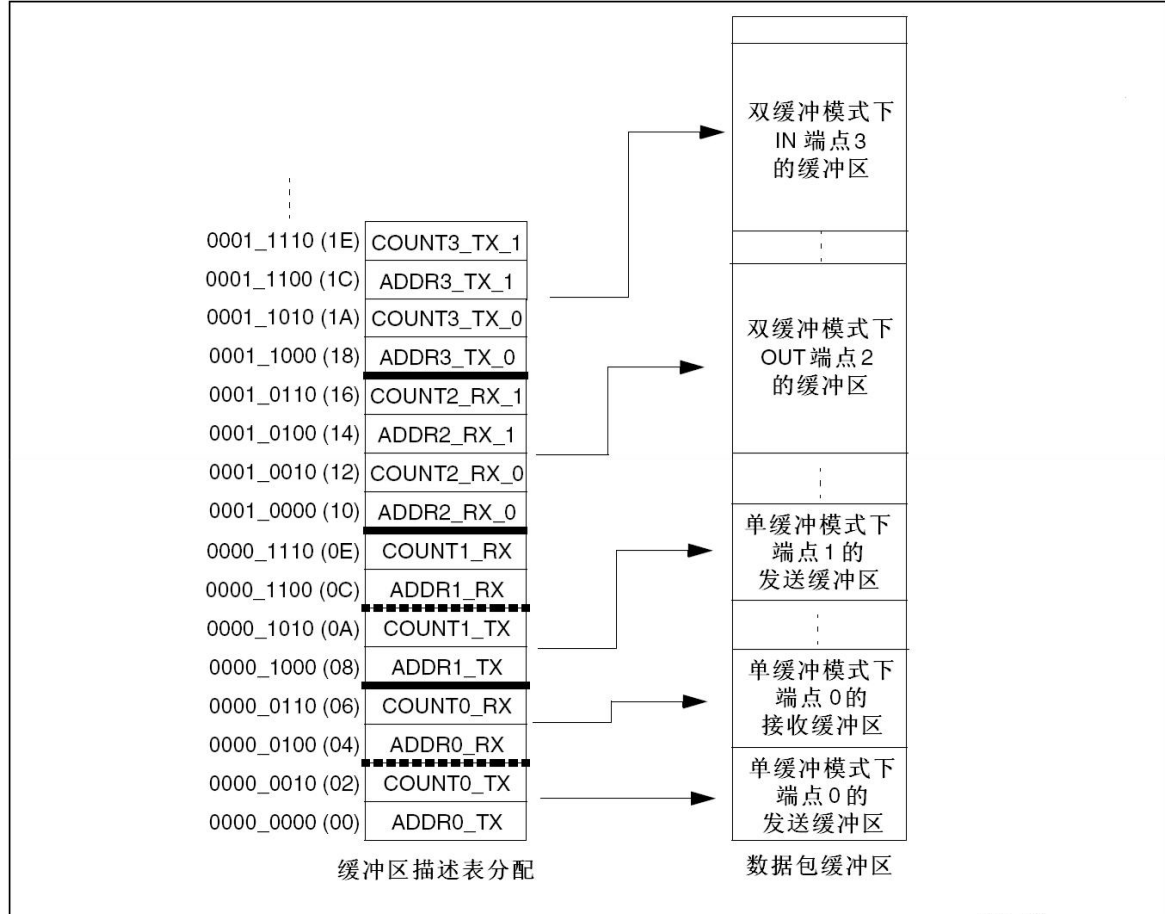 0001_1110 (1E) COUNT3_TX_1
0001_1100 (1C) ADDR3_TX_1
0001_1010 (1A) COUNT3_TX_0
0001_1000 (18) ADDR3_TX_0
0001_0110 (16) COUNT2_RX_1
0001_0100 (14) ADDR2_RX_1
0001_0010 (12) COUNT2_RX_0
0001_0000 (10) ADDR2_RX_0
0000_1110 (0E) COUNT1_RX
0000_1100 (0C) ADDR1_RX
0000_1010 (0A) COUNT1_TX
0000_1000 (08) ADDR1_TX
0000_0110 (06) COUNT0_RX
0000_0100 (04) ADDR0_RX
0000_0010 (02) COUNT0_TX
0000_0000 (00) ADDR0_TX
缓冲区描述表分配
双缓冲模式下
IN 端点3
的缓冲区
双缓冲模式下
OUT 端点2
的缓冲区
单缓冲模式下
端点1的
发送缓冲区
单缓冲模式下
端点0的
接收缓冲区
单缓冲模式下
端点0的
发送缓冲区
数据包缓冲区